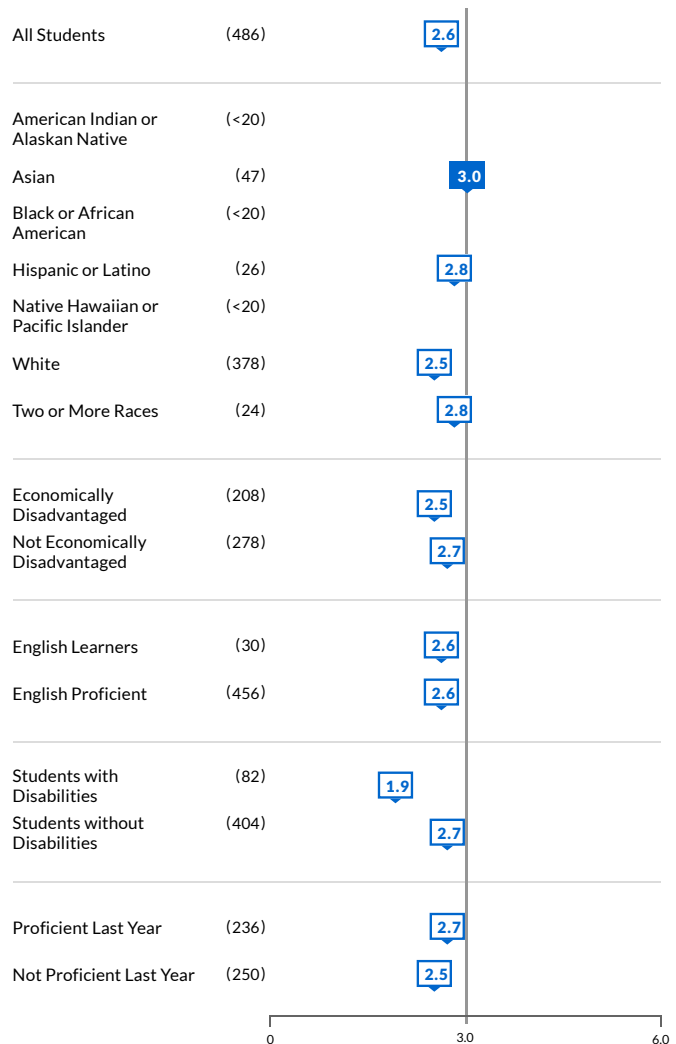 All Students (486) 2.6
American Indian or (<20)
Alaskan Native
Asian (47) 3.0
Black or African (<20)
American
Hispanic or Latino (26) 2.8
Native Hawaiian or (<20)
Pacific Islander
White (378) 2.5
Two or More Races (24) 2.8
Economically (208) 2.5
Disadvantaged
Not Economically (278) 2.7
Disadvantaged
English Learners (30) 2.6
English Proficient (456) 2.6
Students with (82) 1.9
Disabilities
Students without (404) 2.7
Disabilities
Proficient Last Year (236) 2.7
Not Proficient Last Year (250) 2.5
0 3.0 6.0